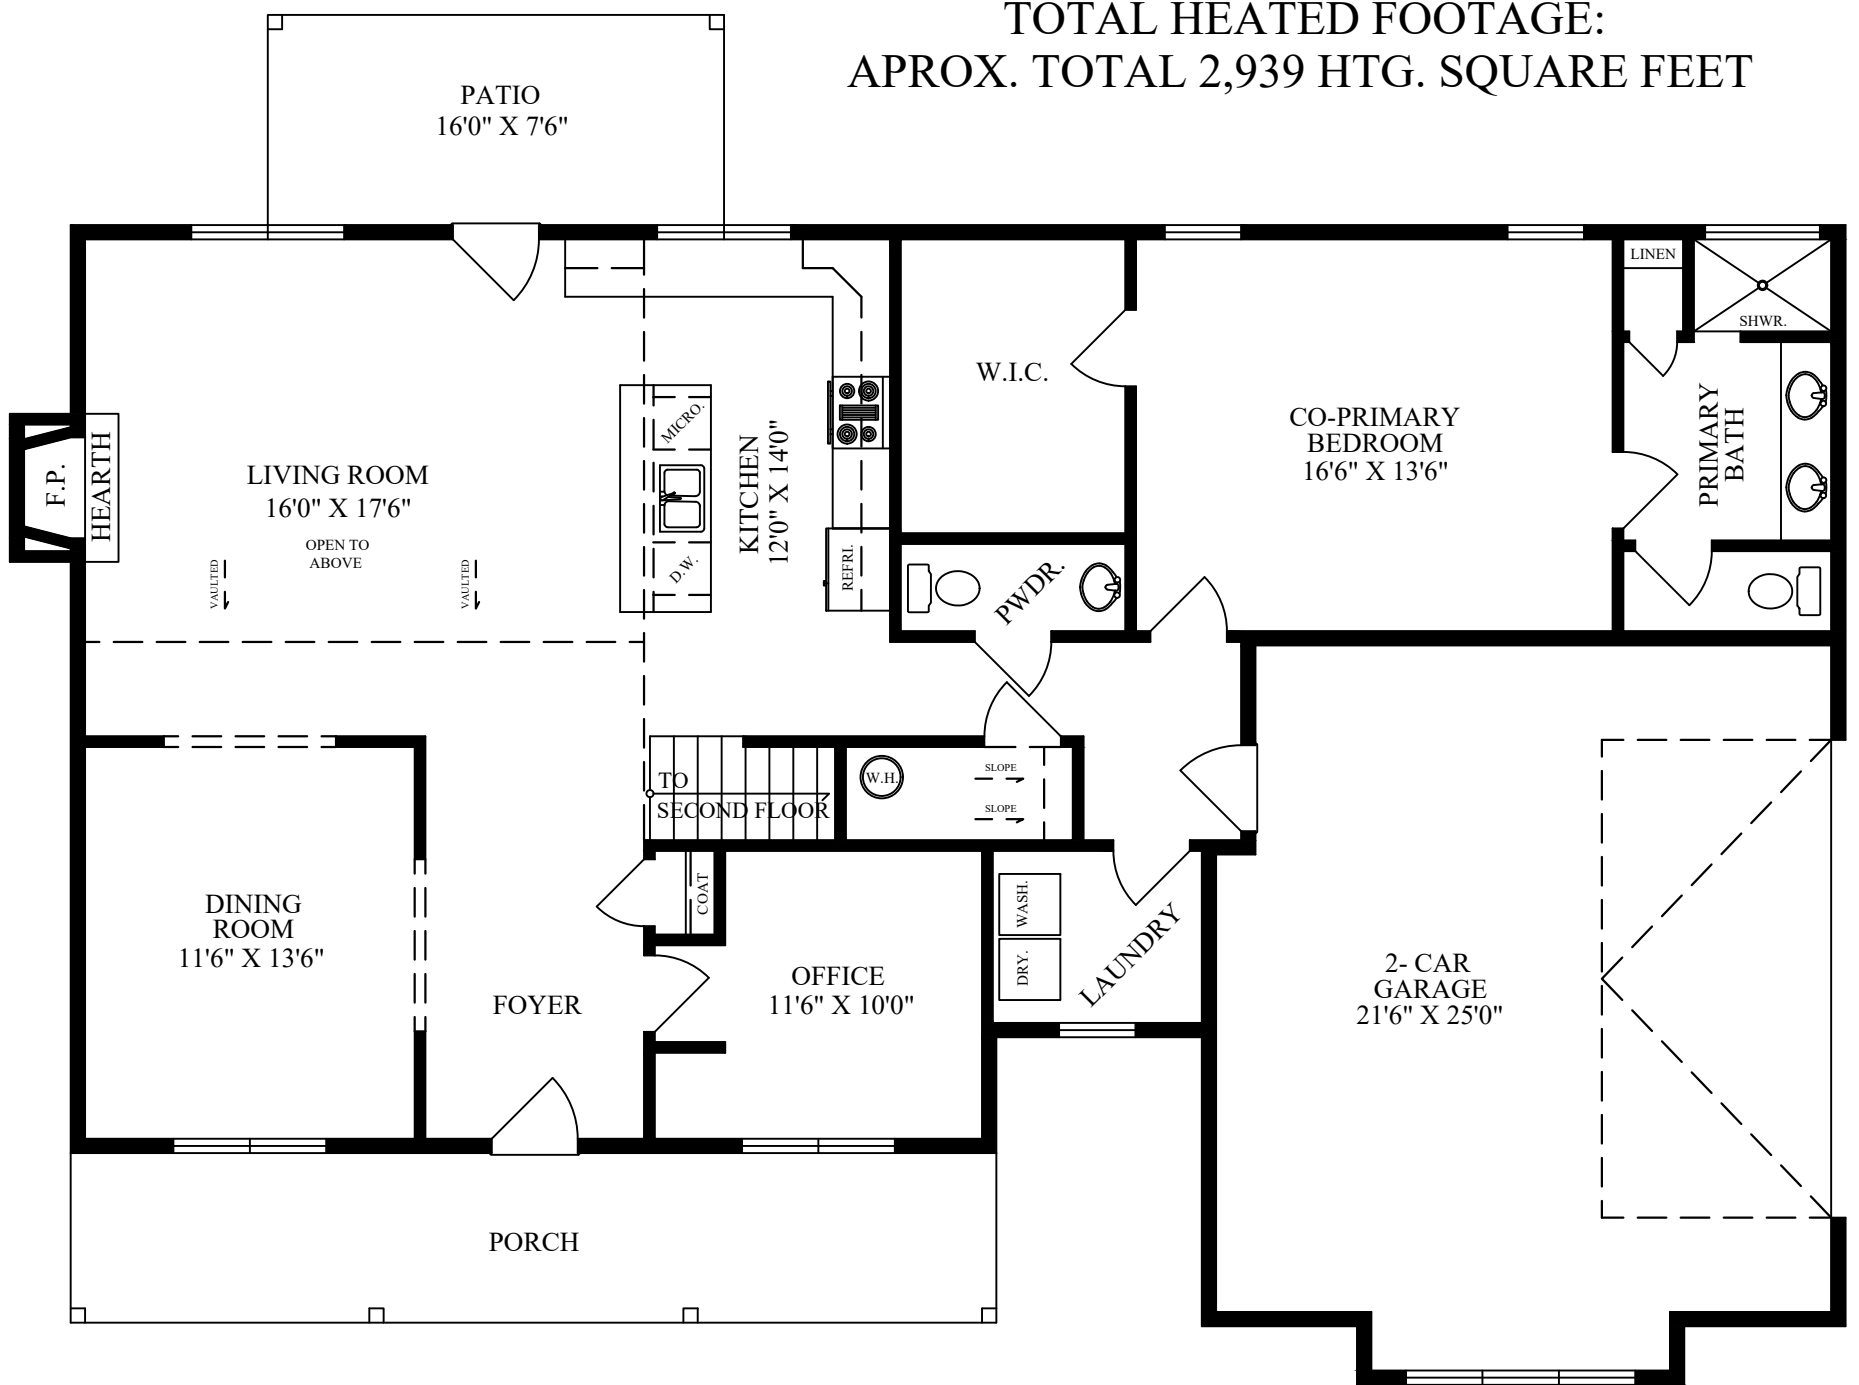 TOTAL HEATED FOOTAGE:
APROX. TOTAL 2,939 HTG. SQUARE FEET
PATIO
16'0" X 7'6"
LINEN
SHWR.
W.I.C.
CO-PRIMARY
BEDROOM
16'6" X 13'6"
PRIMARY
BATH
F.P.
HEARTH
LIVING ROOM
16'0" X 17'6"
OPEN TO
ABOVE
VAULTED
VAULTED
MICRO.
D.W.
KITCHEN
12'0" X 14'0"
REFRI.
PWDR.
TO
SECOND FLOOR
W.H.
SLOPE
SLOPE
DINING
ROOM
11'6" X 13'6"
COAT
FOYER
OFFICE
11'6" X 10'0"
WASH.
DRY.
LAUNDRY
2- CAR
GARAGE
21'6" X 25'0"
PORCH